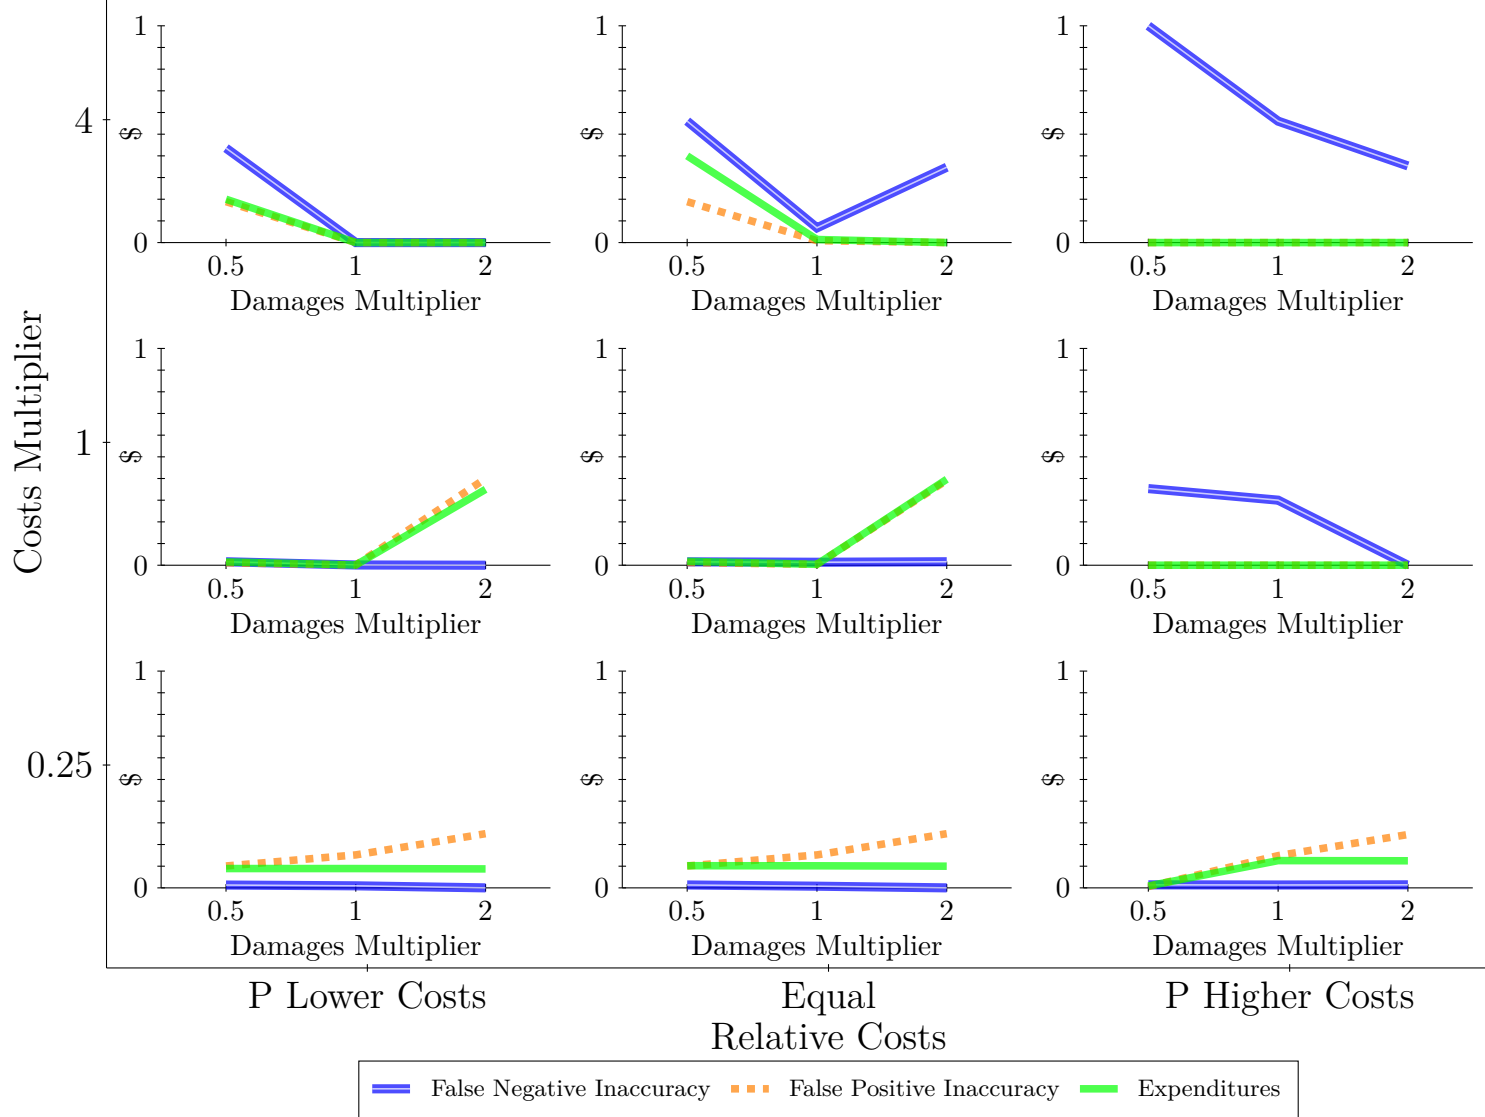 Costs Multiplier
4
1
$
0
0.5 1 2
Damages Multiplier
1
$
0
0.5 1 2
Damages Multiplier
1
$
0
0.5 1 2
Damages Multiplier
1
1
$
0
0.5 1 2
Damages Multiplier
1
$
0
0.5 1 2
Damages Multiplier
1
$
0
0.5 1 2
Damages Multiplier
0.25
1
$
0
0.5 1 2
Damages Multiplier
1
$
0
0.5 1 2
Damages Multiplier
1
$
0
0.5 1 2
Damages Multiplier
P Lower Costs Equal P Higher Costs
Relative Costs
False Negative Inaccuracy False Positive Inaccuracy Expenditures